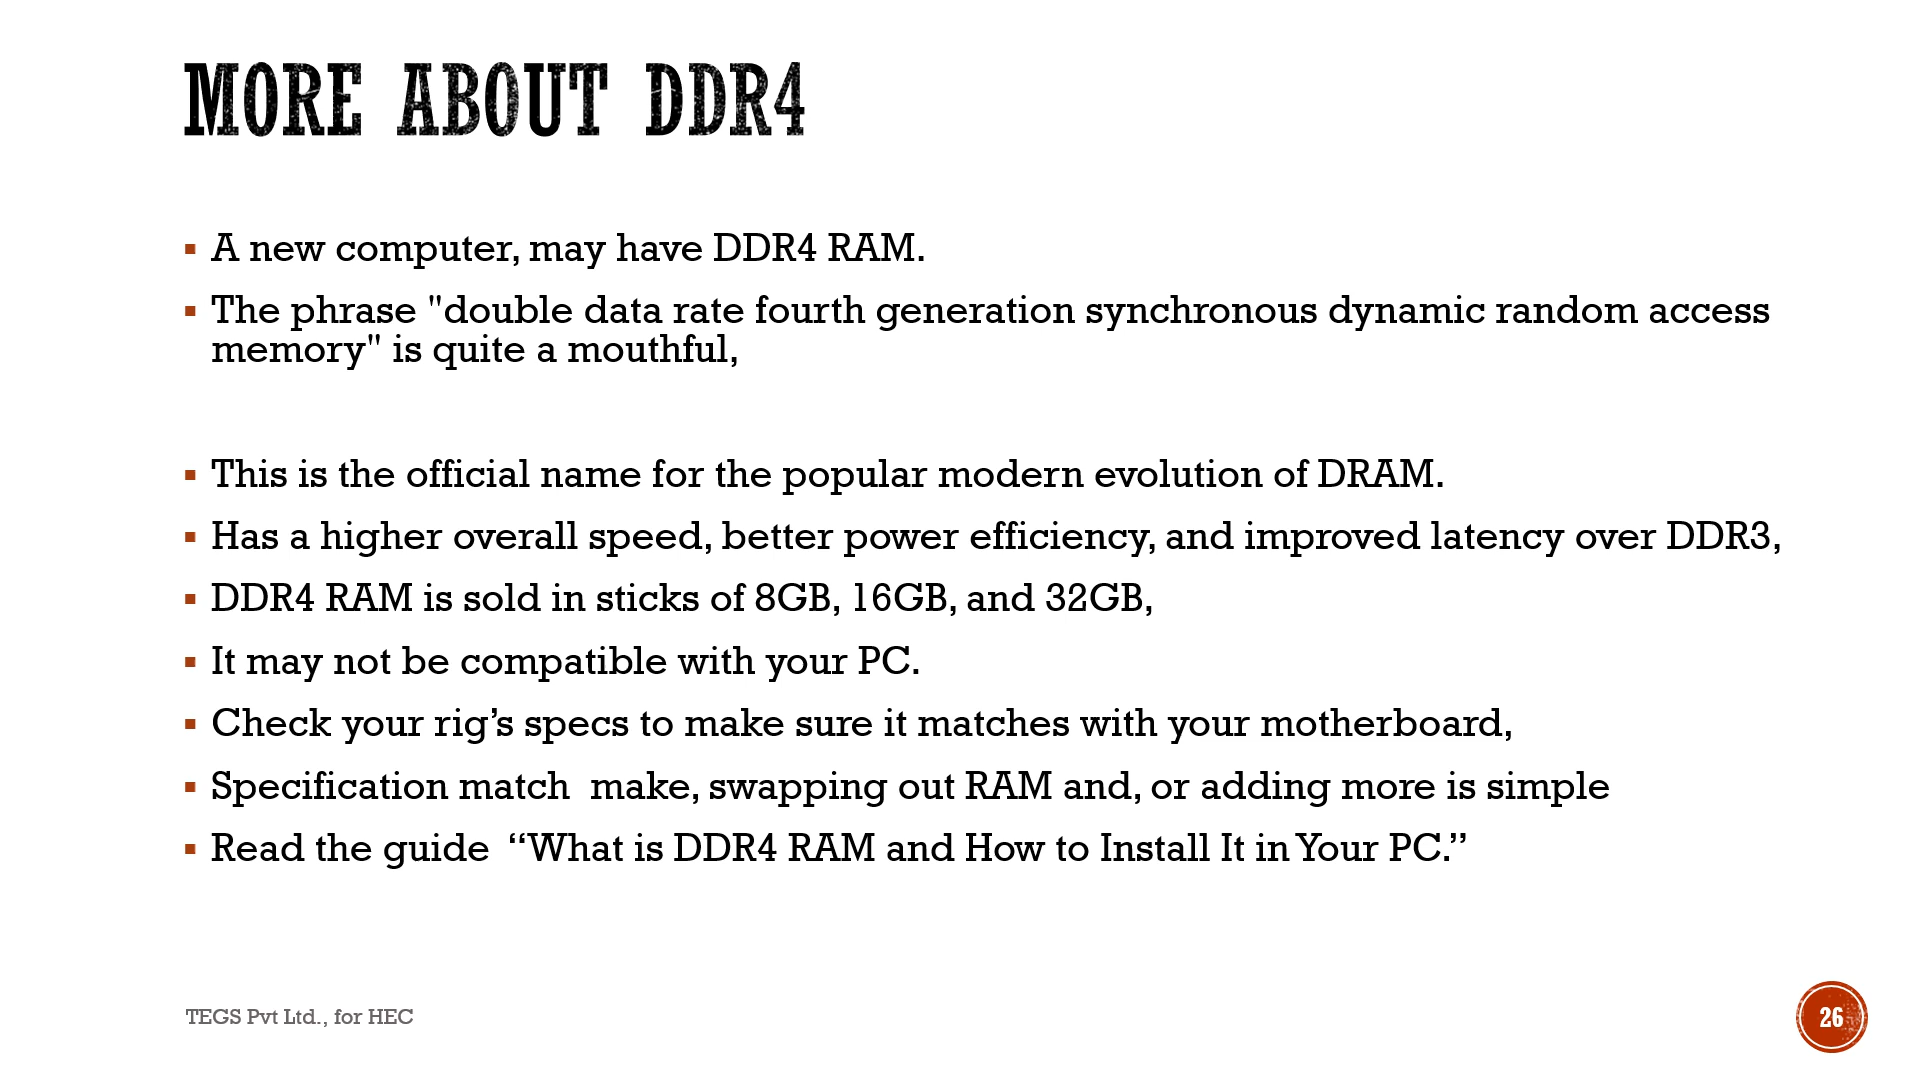 MORE ABOUT DDR4
▪ A new computer, may have DDR4 RAM.
▪ The phrase "double data rate fourth generation synchronous dynamic random access
memory" is quite a mouthful,
▪ This is the official name for the popular modern evolution of DRAM.
▪ Has a higher overall speed, better power efficiency, and improved latency over DDR3,
▪ DDR4 RAM is sold in sticks of 8GB, 16GB, and 32GB,
▪ It may not be compatible with your PC.
▪ Check your rig’s specs to make sure it matches with your motherboard,
▪ Specification match  make, swapping out RAM and, or adding more is simple
▪ Read the guide  “What is DDR4 RAM and How to Install It in Your PC.”
TEGS Pvt Ltd., for HEC
26